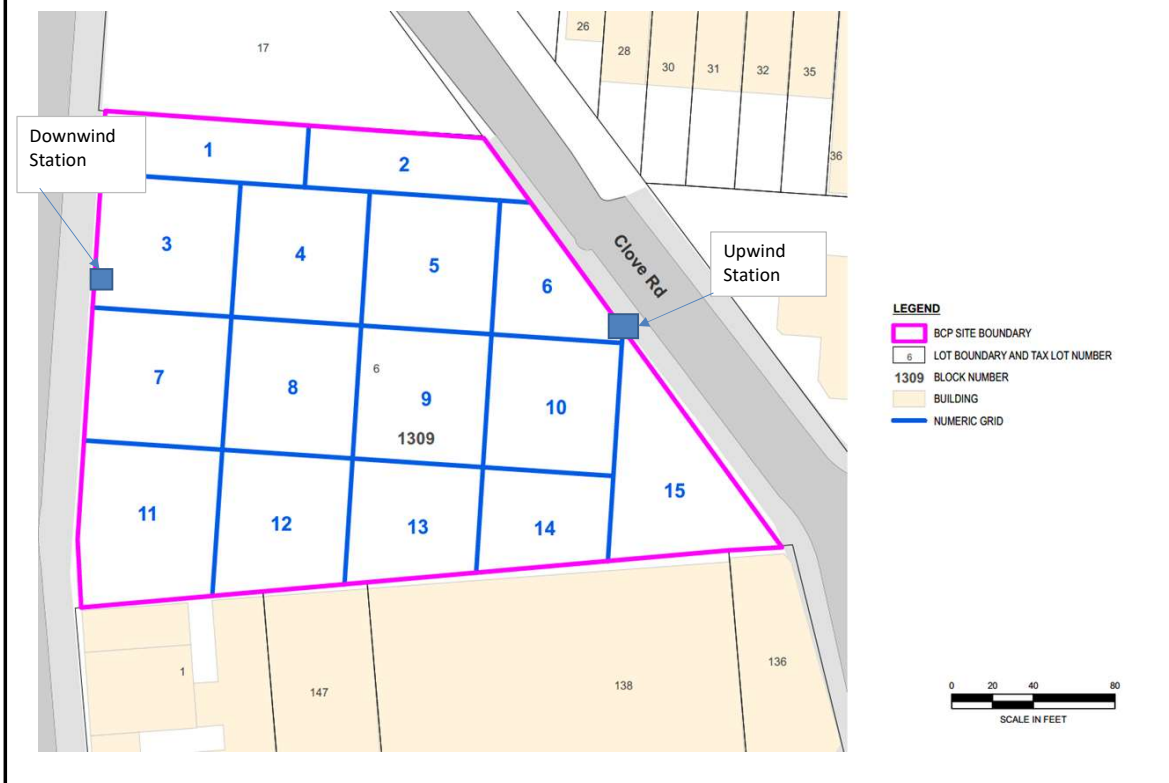 17
26
28
30
31
32
35
36
Downwind
Station
1
2
3
4
5
6
Clove Rd
Upwind
Station
7
8
6
9
1309
10
11
12
13
14
15
1
147
138
136
LEGEND
BCP SITE BOUNDARY
6 LOT BOUNDARY AND TAX LOT NUMBER
1309 BLOCK NUMBER
BUILDING
NUMERIC GRID
0 20 40 80
SCALE IN FEET